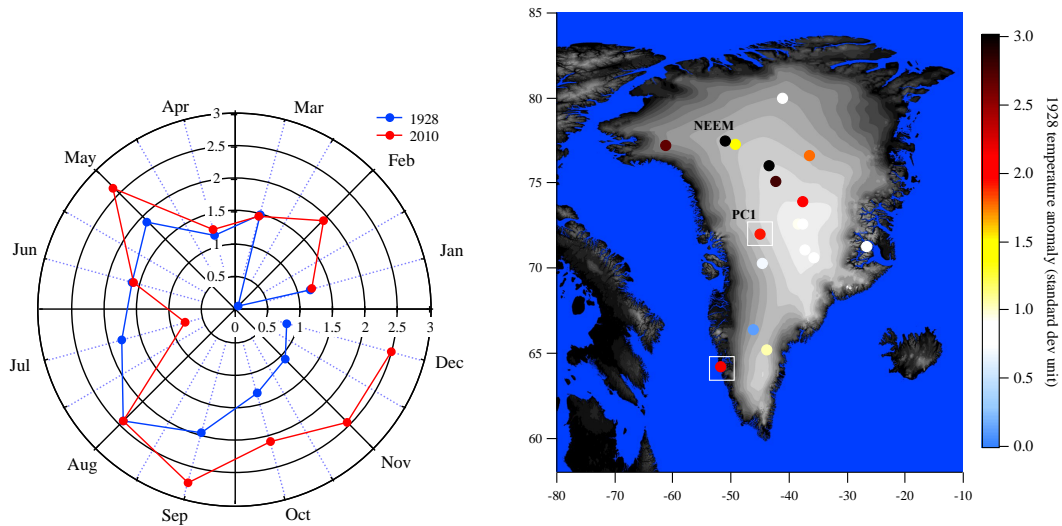 Apr
Mar
May
Feb
Jun
Jan
Jul
Dec
Aug
Nov
Sep
Oct
3
2.5
2
1.5
1
0.5
0
0 0.5 1 1.5 2 2.5 3
1928
2010
85
80
75
70
65
60
-80 -70 -60 -50 -40 -30 -20 -10
NEEM
PC1
3.0
2.5
2.0
1.5
1.0
0.5
0.0
1928 temperature anomaly (standard dev unit)